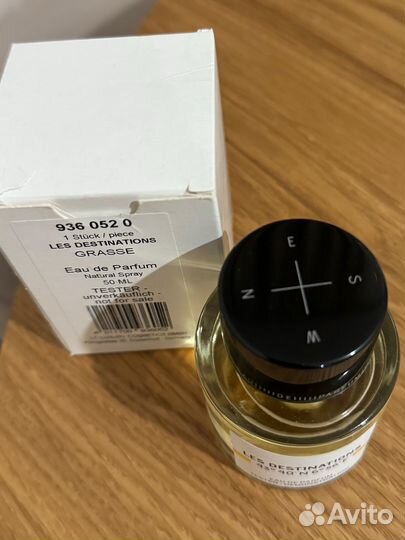 936 052 0
1 Stück / piece
LES DESTINATIONS
GRASSE
Eau de Parfum
Natural Spray
50 ML
TESTER -
unverkäuflich -
not for sale
E
N S
W
LES DESTINATIONS
Avito